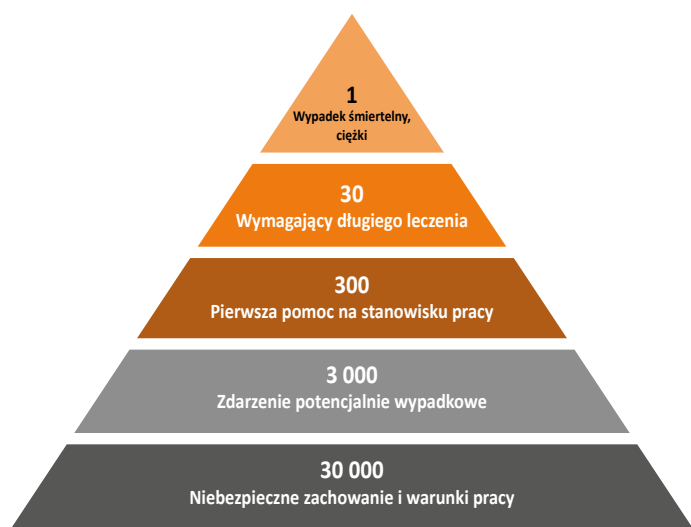 1
Wypadek śmiertelny,
ciężki
30
Wymagający długiego leczenia
300
Pierwsza pomoc na stanowisku pracy
3 000
Zdarzenie potencjalnie wypadkowe
30 000
Niebezpieczne zachowanie i warunki pracy